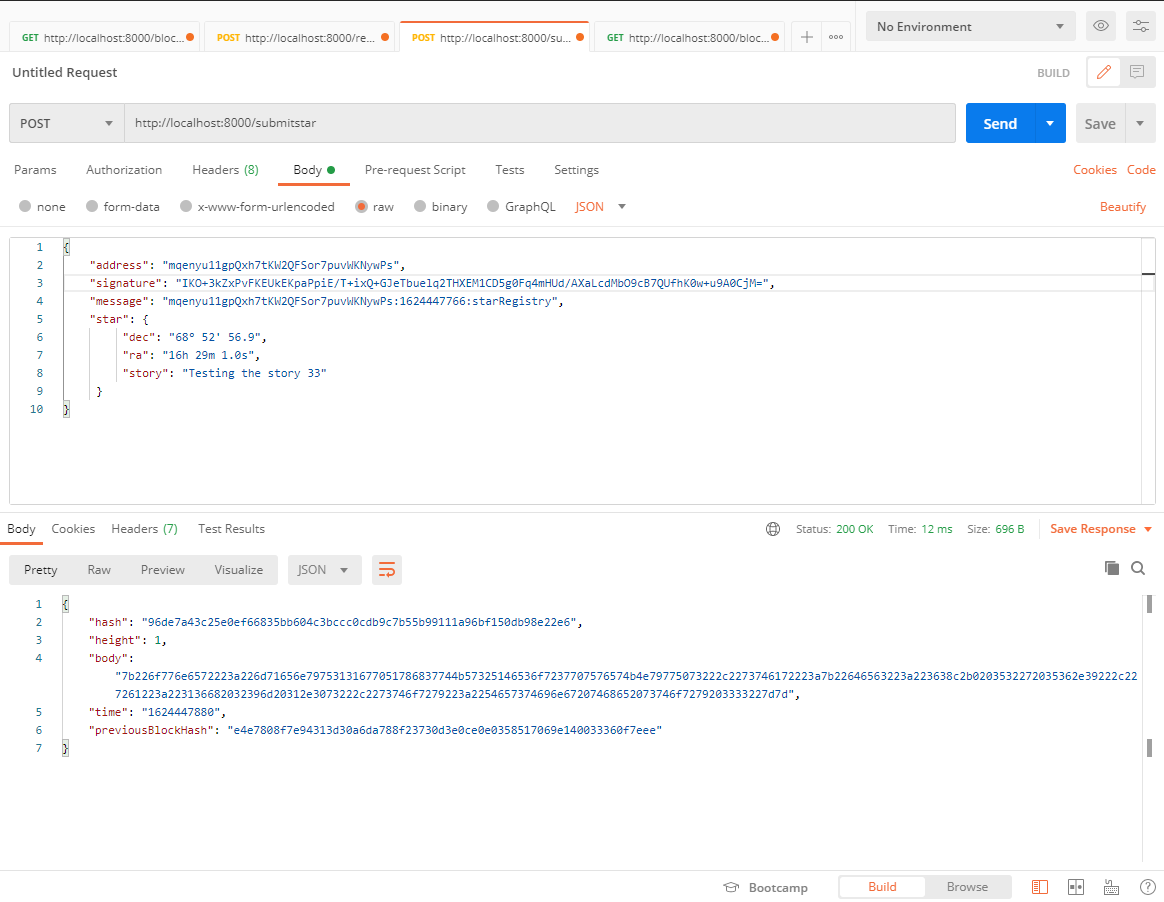 GET http://localhost:8000/bloc...
POST http://localhost:8000/re...
POST http://localhost:8000/su...
GET http://localhost:8000/bloc...
No Environment
Untitled Request
BUILD
POST
http://localhost:8000/submitstar
Send
Save
Params
Authorization
Headers (8)
Body
Pre-request Script
Tests
Settings
Cookies
Code
none
form-data
x-www-form-urlencoded
raw
binary
GraphQL
JSON
Beautify
1 {
2 "address": "mqenyu11gpQxh7tKW2QFSor7puvWKNywPs",
3 "signature": "IKO+3kZxPvFKEUkEKpaPpiE/T+ixQ+GJeTbuelq2THXEM1CD5g0Fq4mHUd/AXaLcdMbO9cB7QUfhK0w+u9A0CjM=",
4 "message": "mqenyu11gpQxh7tKW2QFSor7puvWKNywPs:1624447766:starRegistry",
5 "star": {
6 "dec": "68° 52' 56.9",
7 "ra": "16h 29m 1.0s",
8 "story": "Testing the story 33"
9 }
10 }
Body
Cookies
Headers (7)
Test Results
Status: 200 OK
Time: 12 ms
Size: 696 B
Save Response
Pretty
Raw
Preview
Visualize
JSON
1 {
2 "hash": "96de7a43c25e0ef66835bb604c3bccc0cdb9c7b55b99111a96bf150db98e22e6",
3 "height": 1,
4 "body":
"7b226f776e6572223a226d71656e79753131677051786837744b57325146536f7237707576574b4e79775073222c2273746172223a7b22646563223a223638c2b0203532272035362e39222c22
7261223a223136682032396d20312e3073222c2273746f7279223a2254657374696e67207468652073746f7279203333227d7d",
5 "time": "1624447880",
6 "previousBlockHash": "e4e7808f7e94313d30a6da788f23730d3e0ce0e0358517069e140033360f7eee"
7 }
Bootcamp
Build
Browse